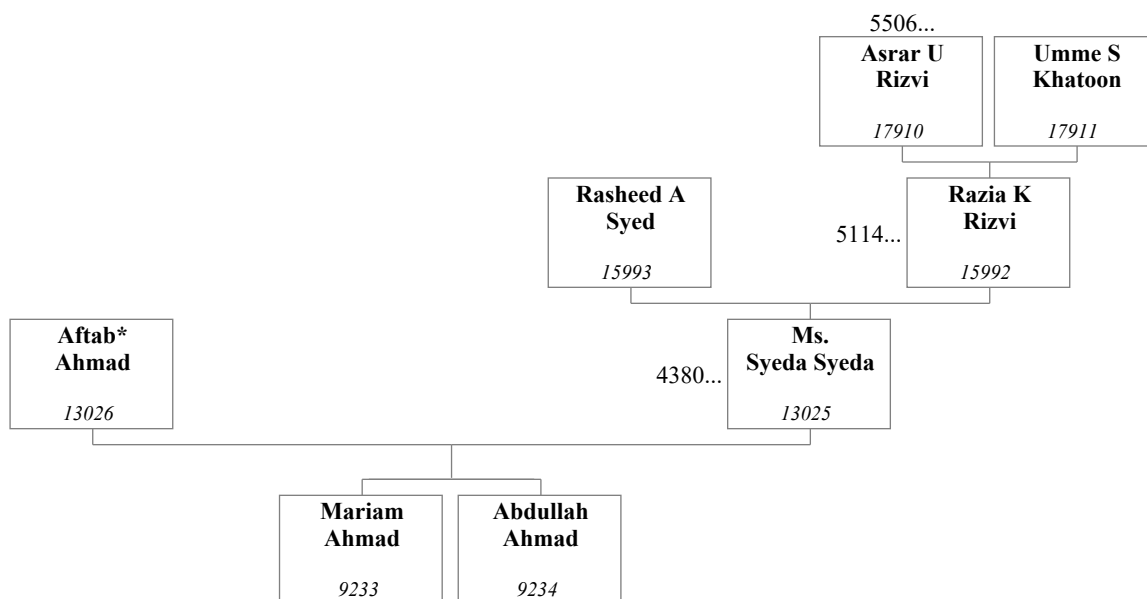 5506...
Asrar U
Rizvi
17910
Umme S
Khatoon
17911
Rasheed A
Syed
15993
5114...
Razia K
Rizvi
15992
Aftab*
Ahmad
13026
4380...
Ms.
Syeda Syeda
13025
Mariam
Ahmad
9233
Abdullah
Ahmad
9234